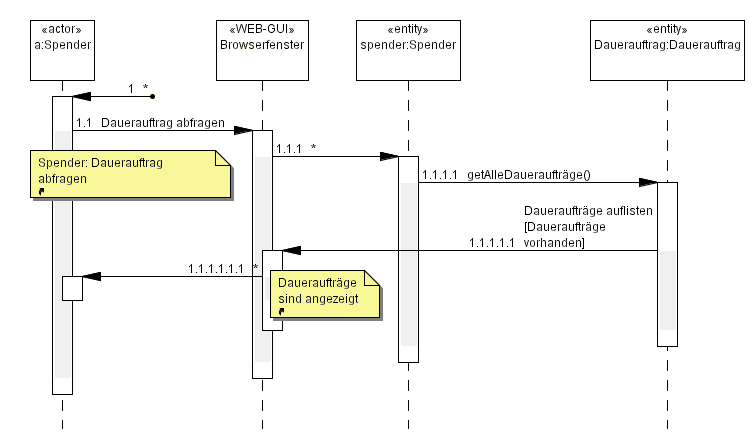 «actor»
a:Spender
«WEB-GUI»
Browserfenster
«entity»
spender:Spender
«entity»
Dauerauftrag:Dauerauftrag
1 *
1.1 Dauerauftrag abfragen
1.1.1 *
Spender: Dauerauftrag
abfragen
1.1.1.1 getAlleDaueraufträge()
Daueraufträge auflisten
[Daueraufträge
1.1.1.1.1 vorhanden]
1.1.1.1.1.1 *
Daueraufträge
sind angezeigt